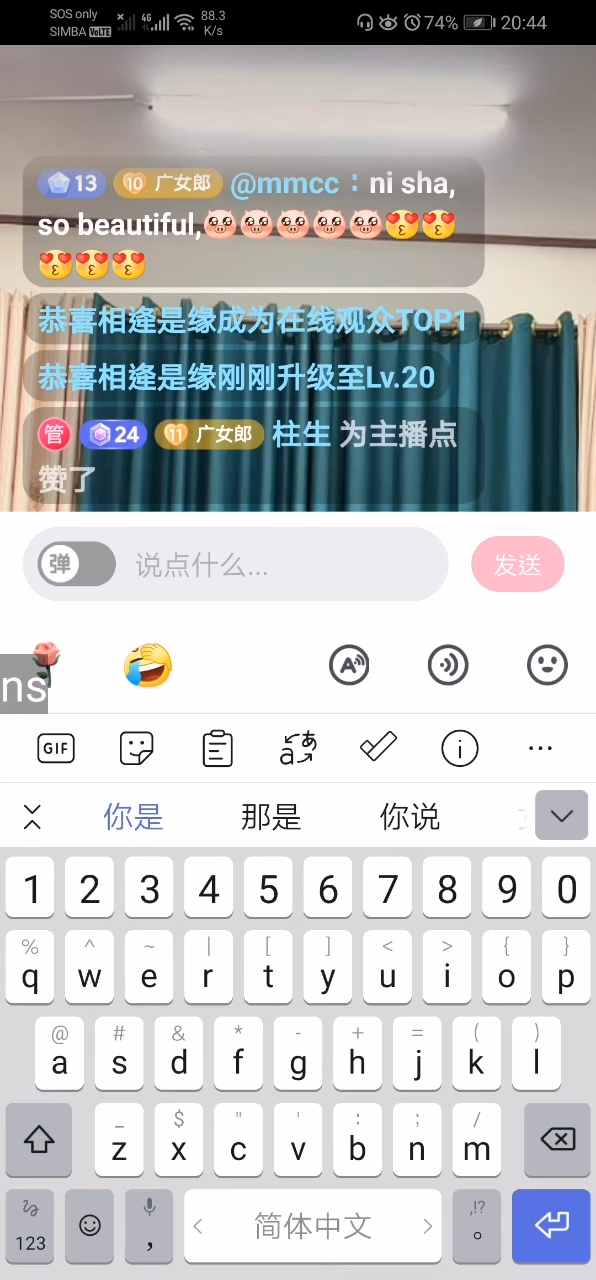 SOS only
SIMBA VoLTE
4G
88.3
K/s
74%
20:44
13 10 广女郎 @mmcc：ni sha,
so beautiful,🐷🐷🐷🐷🐷😍😍
😍😍😍
恭喜相逢是缘成为在线观众TOP1
恭喜相逢是缘刚刚升级至Lv.20
管 24 11 广女郎 柱生 为主播点
赞了
弹 说点什么... 发送
ns
A
GIF aあ i ...
你是 那是 你说
1 2 3 4 5 6 7 8 9 0
% ^ ~ | [ ] < > { }
q w e r t y u i o p
@ # & * - + = ( )
a s d f g h j k l
_ $ " ' : ; /
z x c v b n m
,!?
123 , < 简体中文 > 。